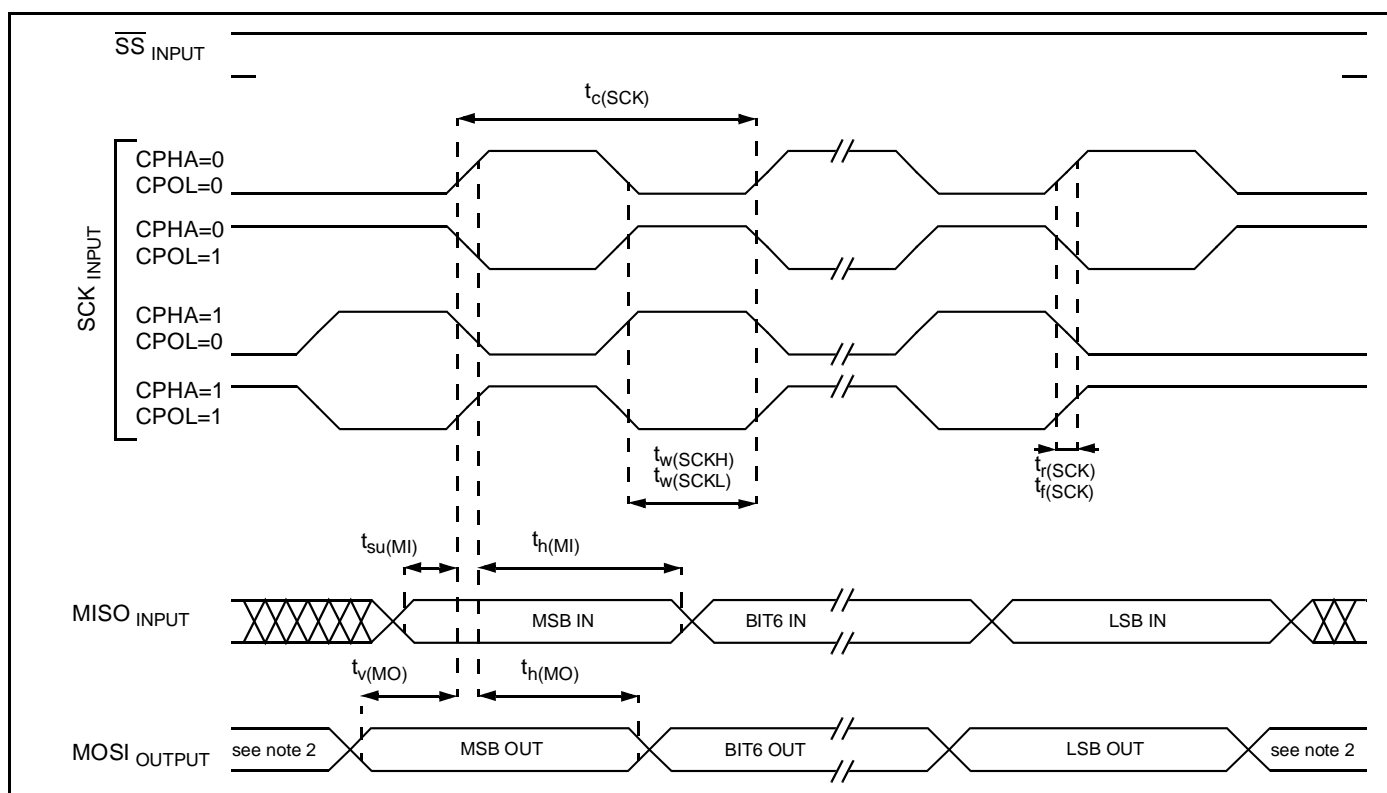 SS INPUT
tc(SCK)
SCK INPUT
CPHA=0
CPOL=0
CPHA=0
CPOL=1
CPHA=1
CPOL=0
CPHA=1
CPOL=1
tw(SCKH)
tw(SCKL)
tr(SCK)
tf(SCK)
tsu(MI)
th(MI)
MISO INPUT
MSB IN
BIT6 IN
LSB IN
tv(MO)
th(MO)
MOSI OUTPUT
see note 2
MSB OUT
BIT6 OUT
LSB OUT
see note 2